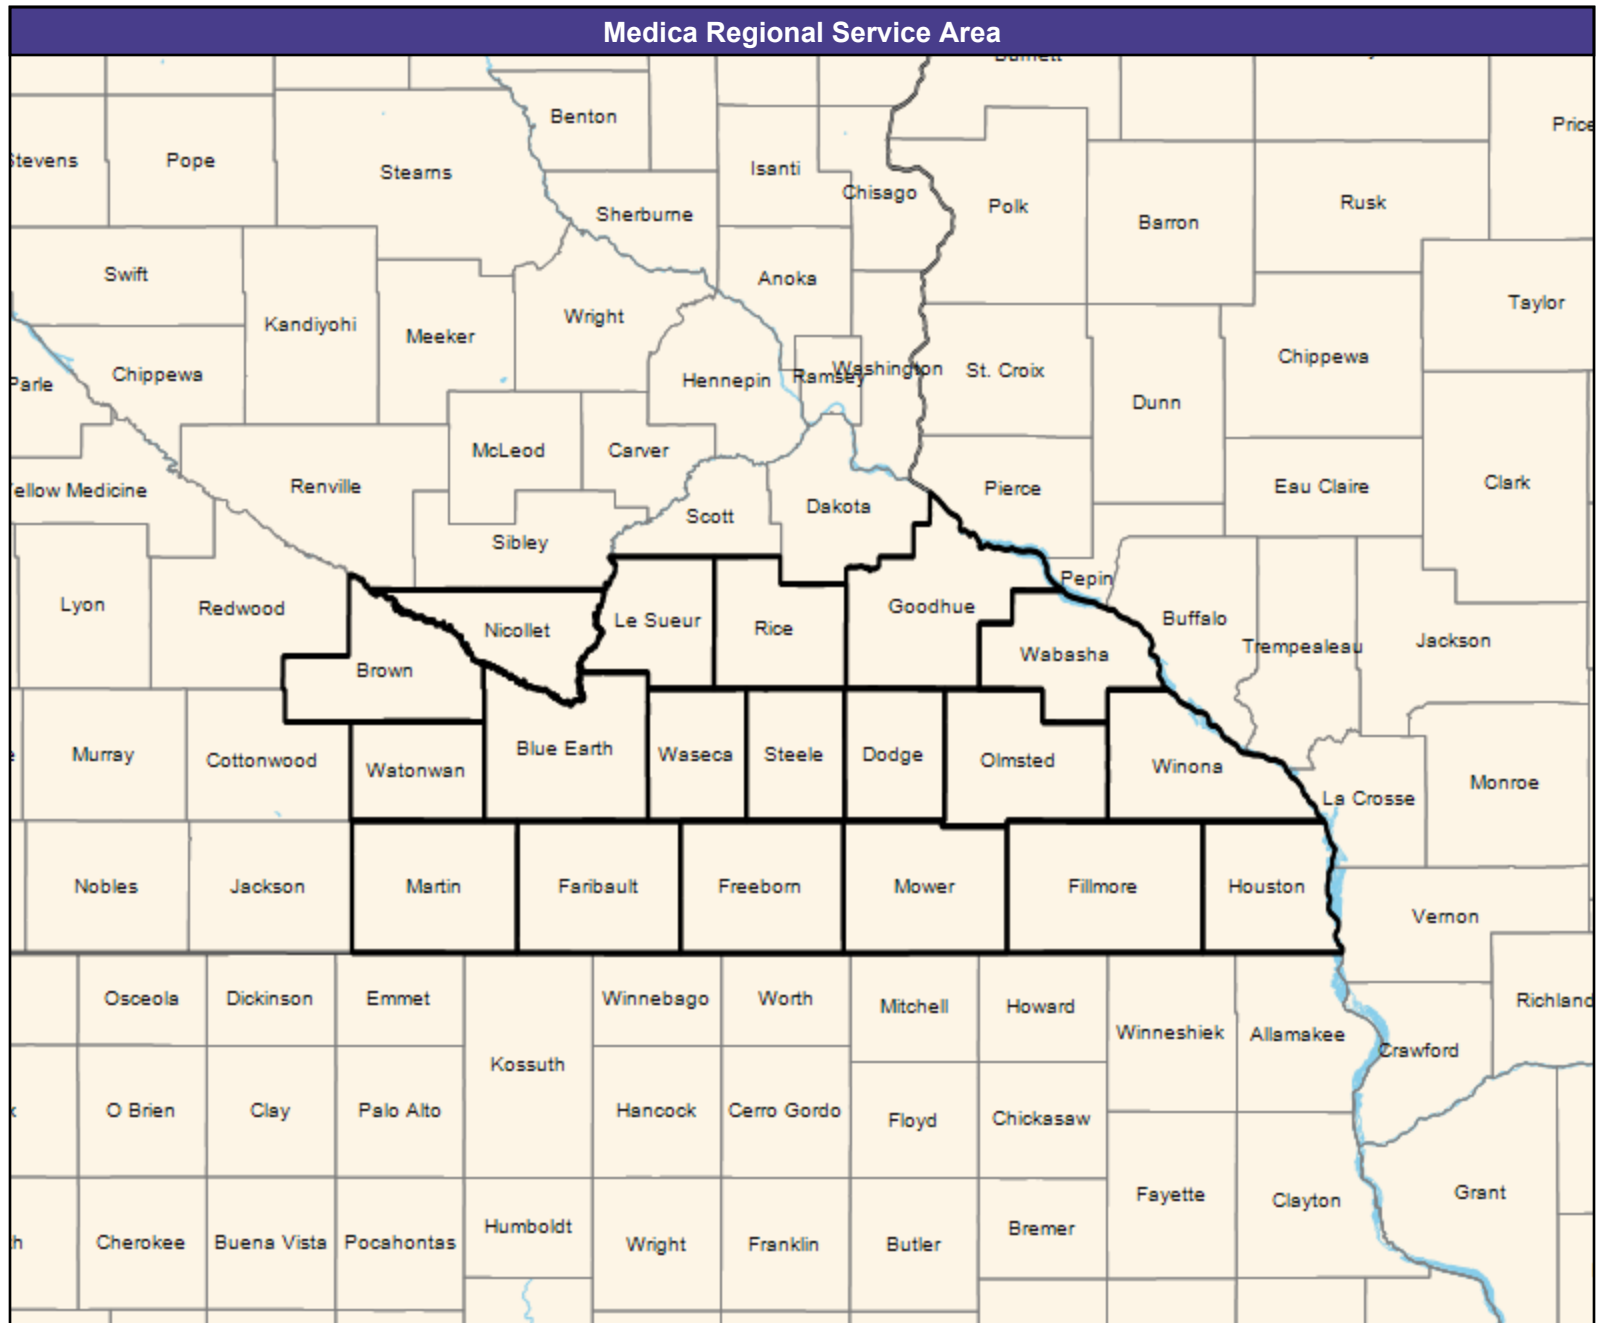 Medica Regional Service Area
Benton
Price
Stevens
Pope
Stearns
Isanti
Chisago
Polk
Barron
Rusk
Sherburne
Swift
Anoka
Taylor
Kandiyohi
Meeker
Wright
Chippewa
Parle
Chippewa
Hennepin
Ramsey
Washington
St. Croix
Dunn
McLeod
Carver
Renville
Yellow Medicine
Scott
Dakota
Pierce
Eau Claire
Clark
Sibley
Pepin
Lyon
Redwood
Nicollet
Le Sueur
Rice
Goodhue
Buffalo
Trempealeau
Jackson
Brown
Wabasha
Murray
Cottonwood
Watonwan
Blue Earth
Waseca
Steele
Dodge
Olmsted
Winona
La Crosse
Monroe
Nobles
Jackson
Martin
Faribault
Freeborn
Mower
Fillmore
Houston
Vernon
Osceola
Dickinson
Emmet
Winnebago
Worth
Mitchell
Howard
Richland
Winneshiek
Allamakee
Crawford
Kossuth
O Brien
Clay
Palo Alto
Hancock
Cerro Gordo
Floyd
Chickasaw
Fayette
Clayton
Grant
Cherokee
Buena Vista
Pocahontas
Humboldt
Wright
Franklin
Butler
Bremer